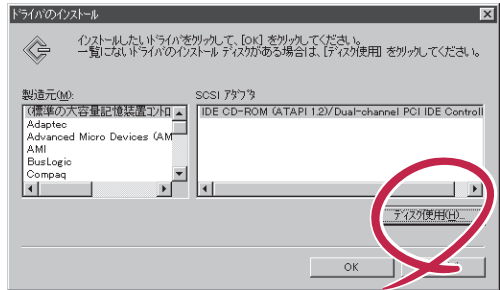 ドライバのインストール
インストールしたいドライバをクリックして、[OK] をクリックしてください。
一覧にないドライバのインストール ディスクがある場合は、[ディスク使用] をクリックしてください。
製造元(M):
SCSI アダプタ
(標準の大容量記憶装置コントロ
Adaptec
Advanced Micro Devices (AM
AMI
BusLogic
Compaq
IDE CD-ROM (ATAPI 1.2)/Dual-channel PCI IDE Controll
ディスク使用(H)...
OK